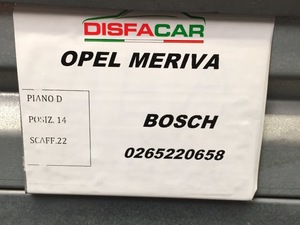 DISFACAR
OPEL MERIVA
PIANO D
POSIZ. 14
SCAFF.22
BOSCH
0265220658